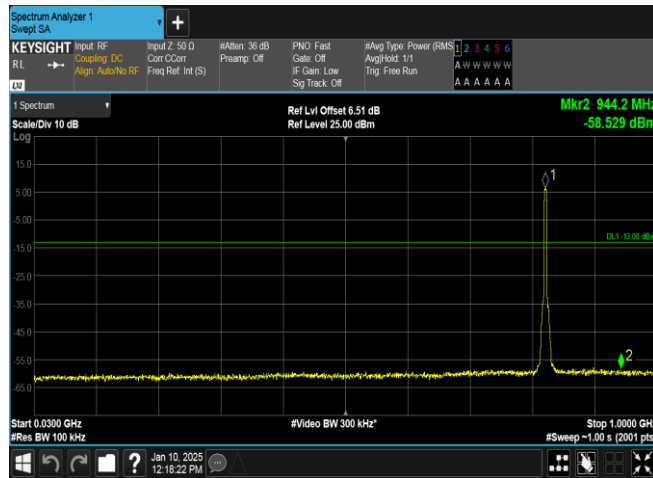 Spectrum Analyzer 1
Swept SA
+
KEYSIGHT Input: RF Input Z: 50 Ω #Atten: 36 dB PNO: Fast #Avg Type: Power (RMS 1 2 3 4 5 6
RL Coupling: DC Corr CCorr Preamp: Off Gate: Off Avg|Hold: 1/1 A W W W W W
Align: Auto/No RF Freq Ref: Int (S) IF Gain: Low Trig: Free Run
Sig Track: Off A A A A A A
LXI
1 Spectrum Ref Lvl Offset 6.51 dB Mkr2 944.2 MHz
Scale/Div 10 dB Ref Level 25.00 dBm -58.529 dBm
Log
15.0
1
5.00
-5.00
DL1 -13.00 dBm
-15.0
-25.0
-35.0
-45.0
-55.0
2
-65.0
Start 0.0300 GHz #Video BW 300 kHz* Stop 1.0000 GHz
#Res BW 100 kHz #Sweep ~1.00 s (2001 pts
? Jan 10, 2025
12:18:22 PM